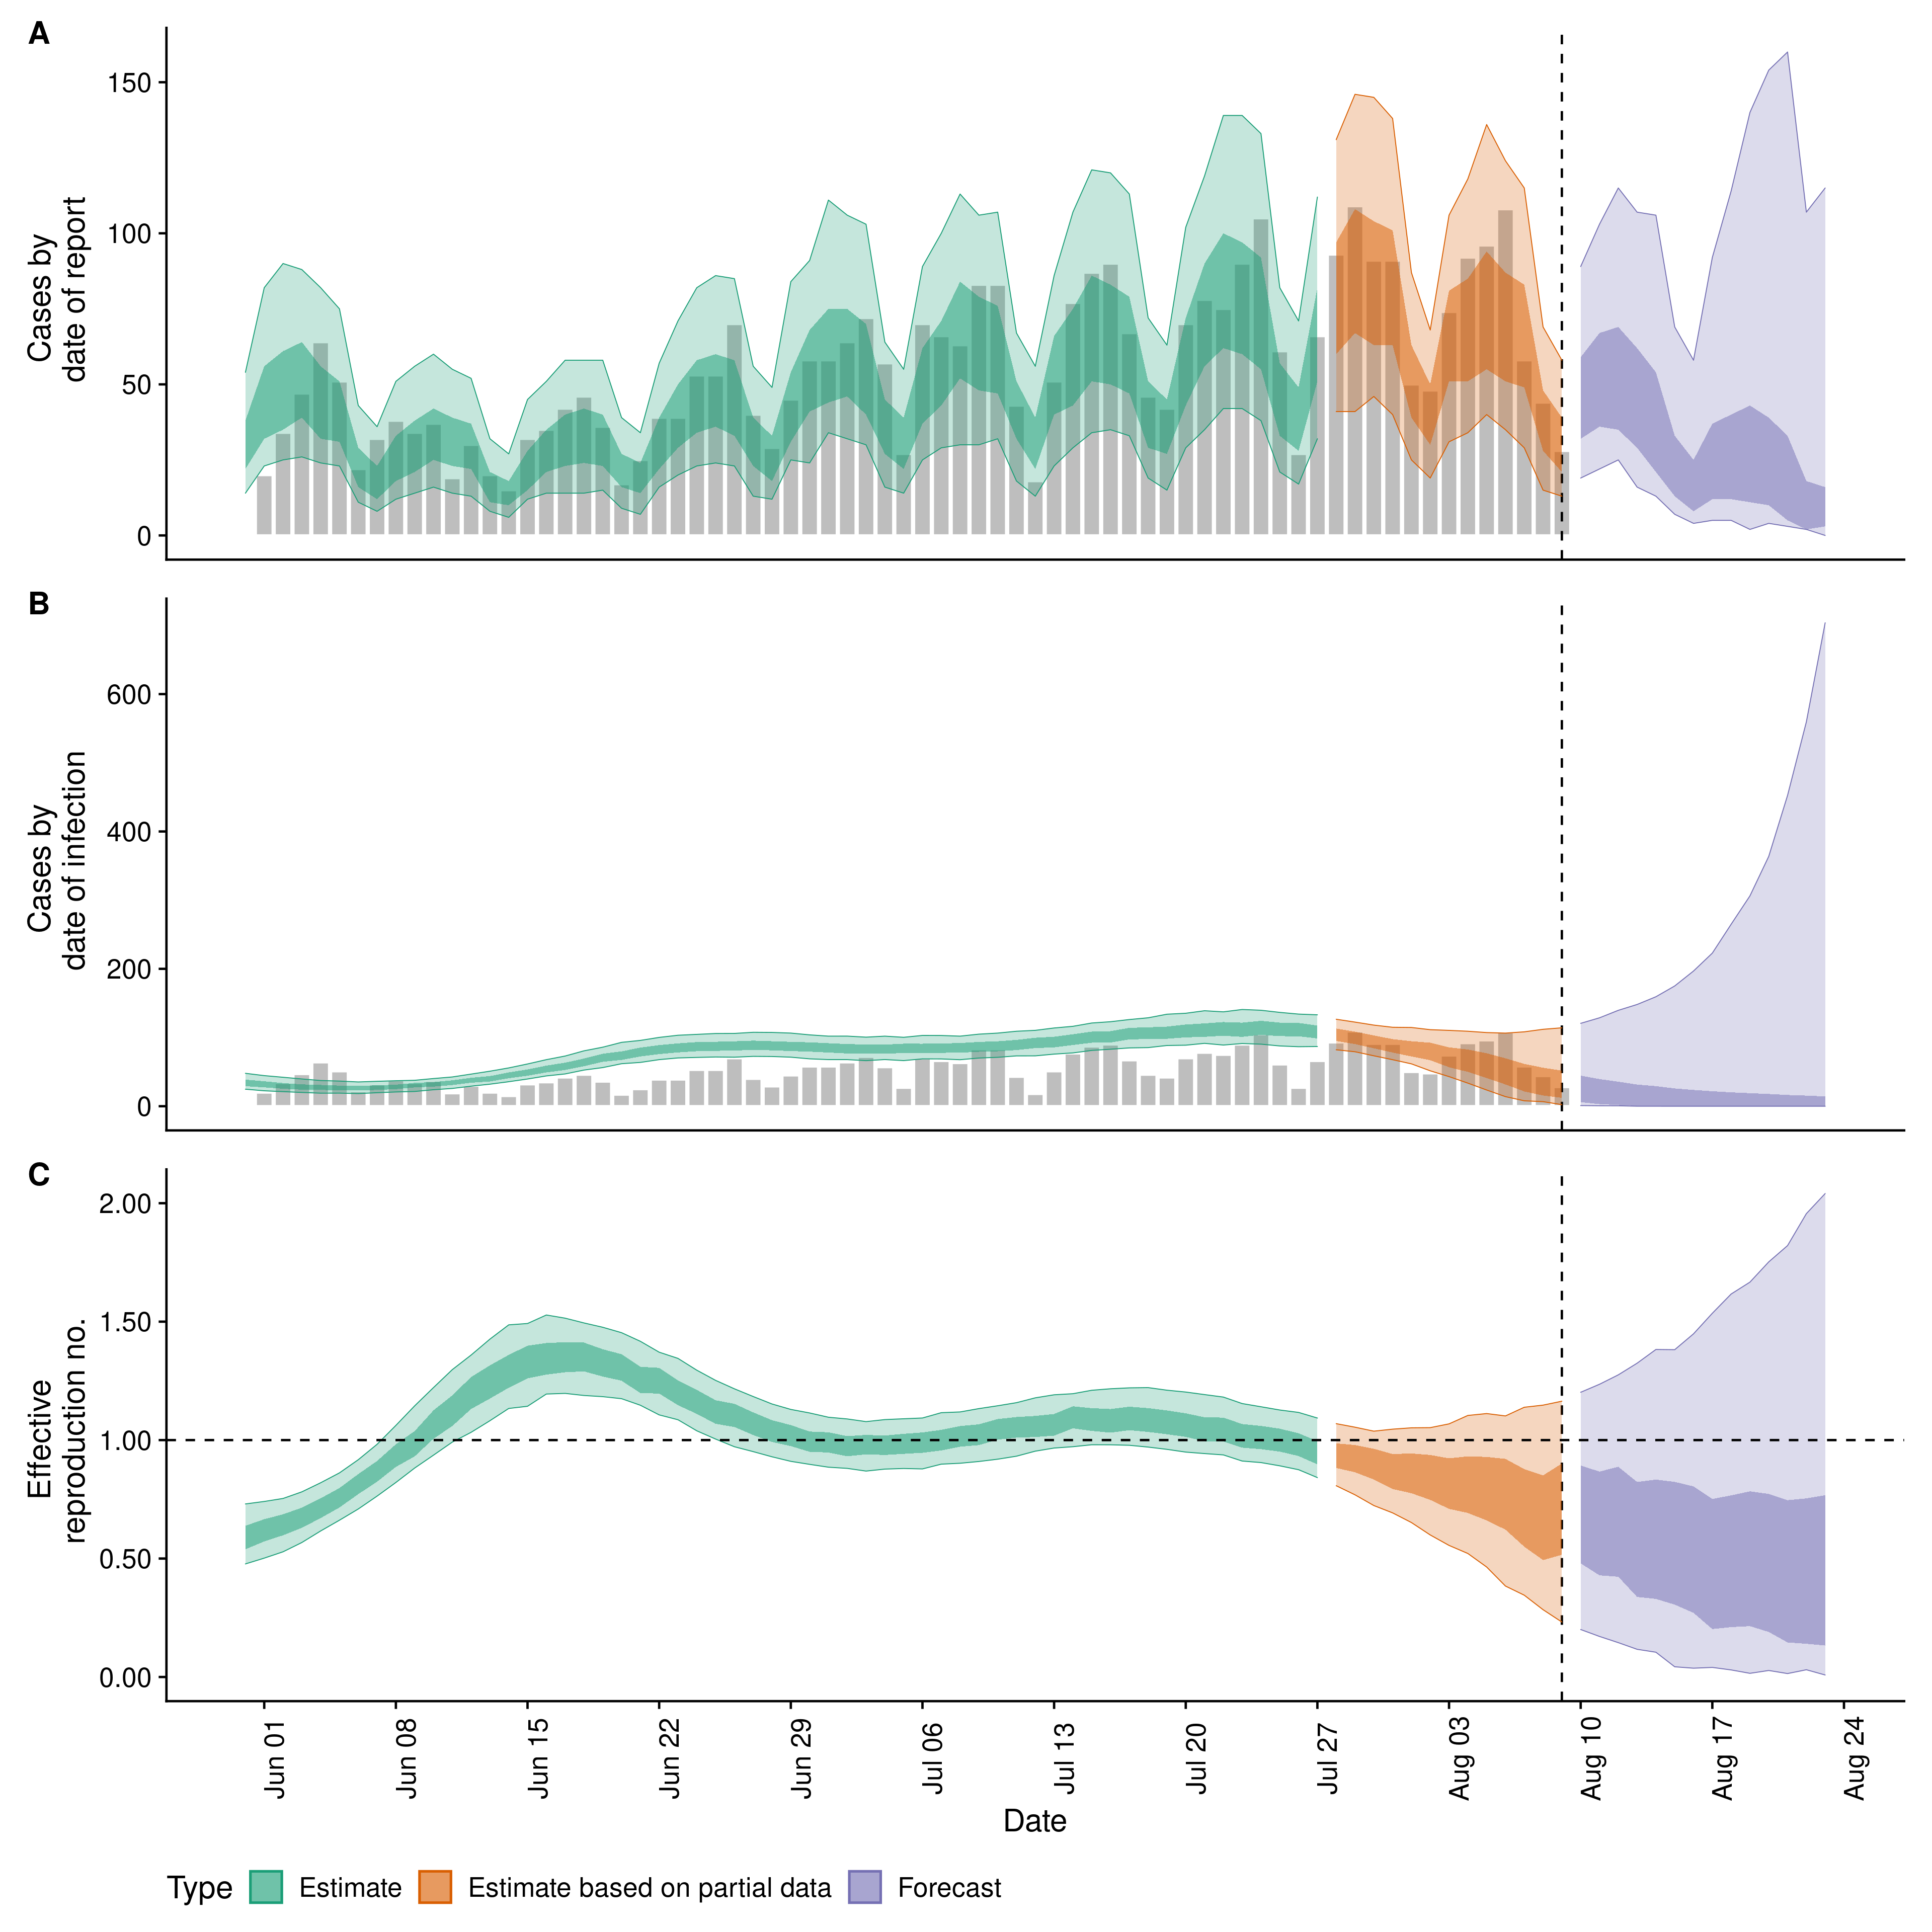 A
Cases by
date of report
150
100
50
0
B
Cases by
date of infection
600
400
200
0
C
Effective
reproduction no.
2.00
1.50
1.00
0.50
0.00
Jun 01
Jun 08
Jun 15
Jun 22
Jun 29
Jul 06
Jul 13
Jul 20
Jul 27
Aug 03
Aug 10
Aug 17
Aug 24
Date
Type Estimate Estimate based on partial data Forecast